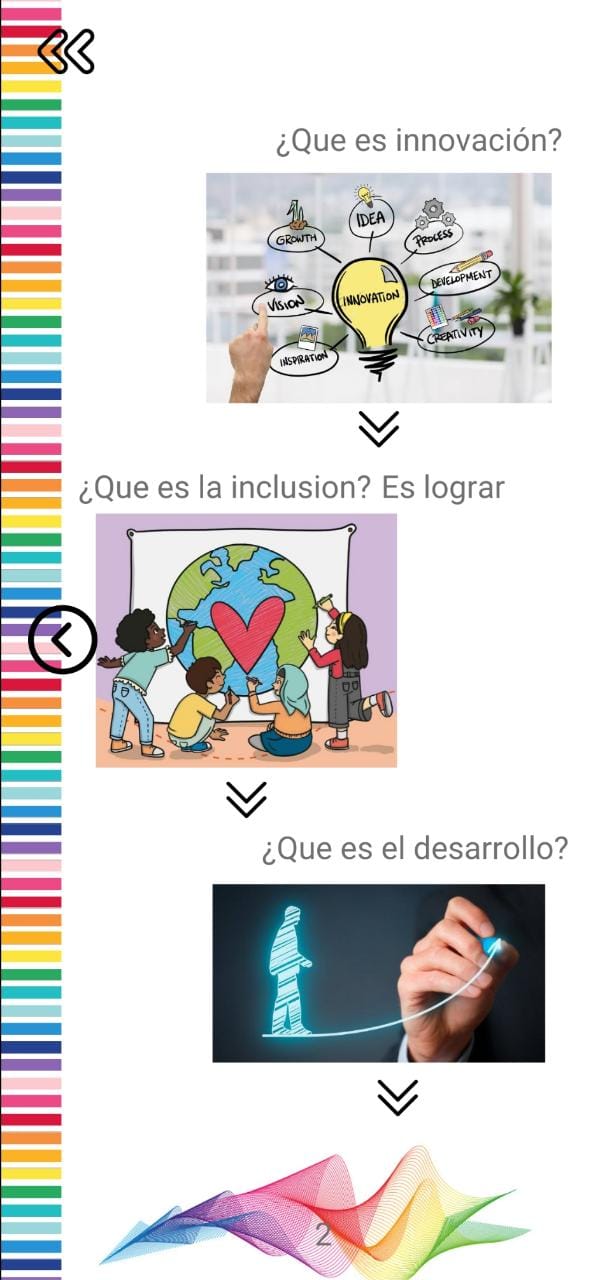 ¿Que es innovación?
IDEA
GROWTH
PROCESS
DEVELOPMENT
VISION
INNOVATION
CREATIVITY
INSPIRATION
¿Que es la inclusion? Es lograr
¿Que es el desarrollo?
2